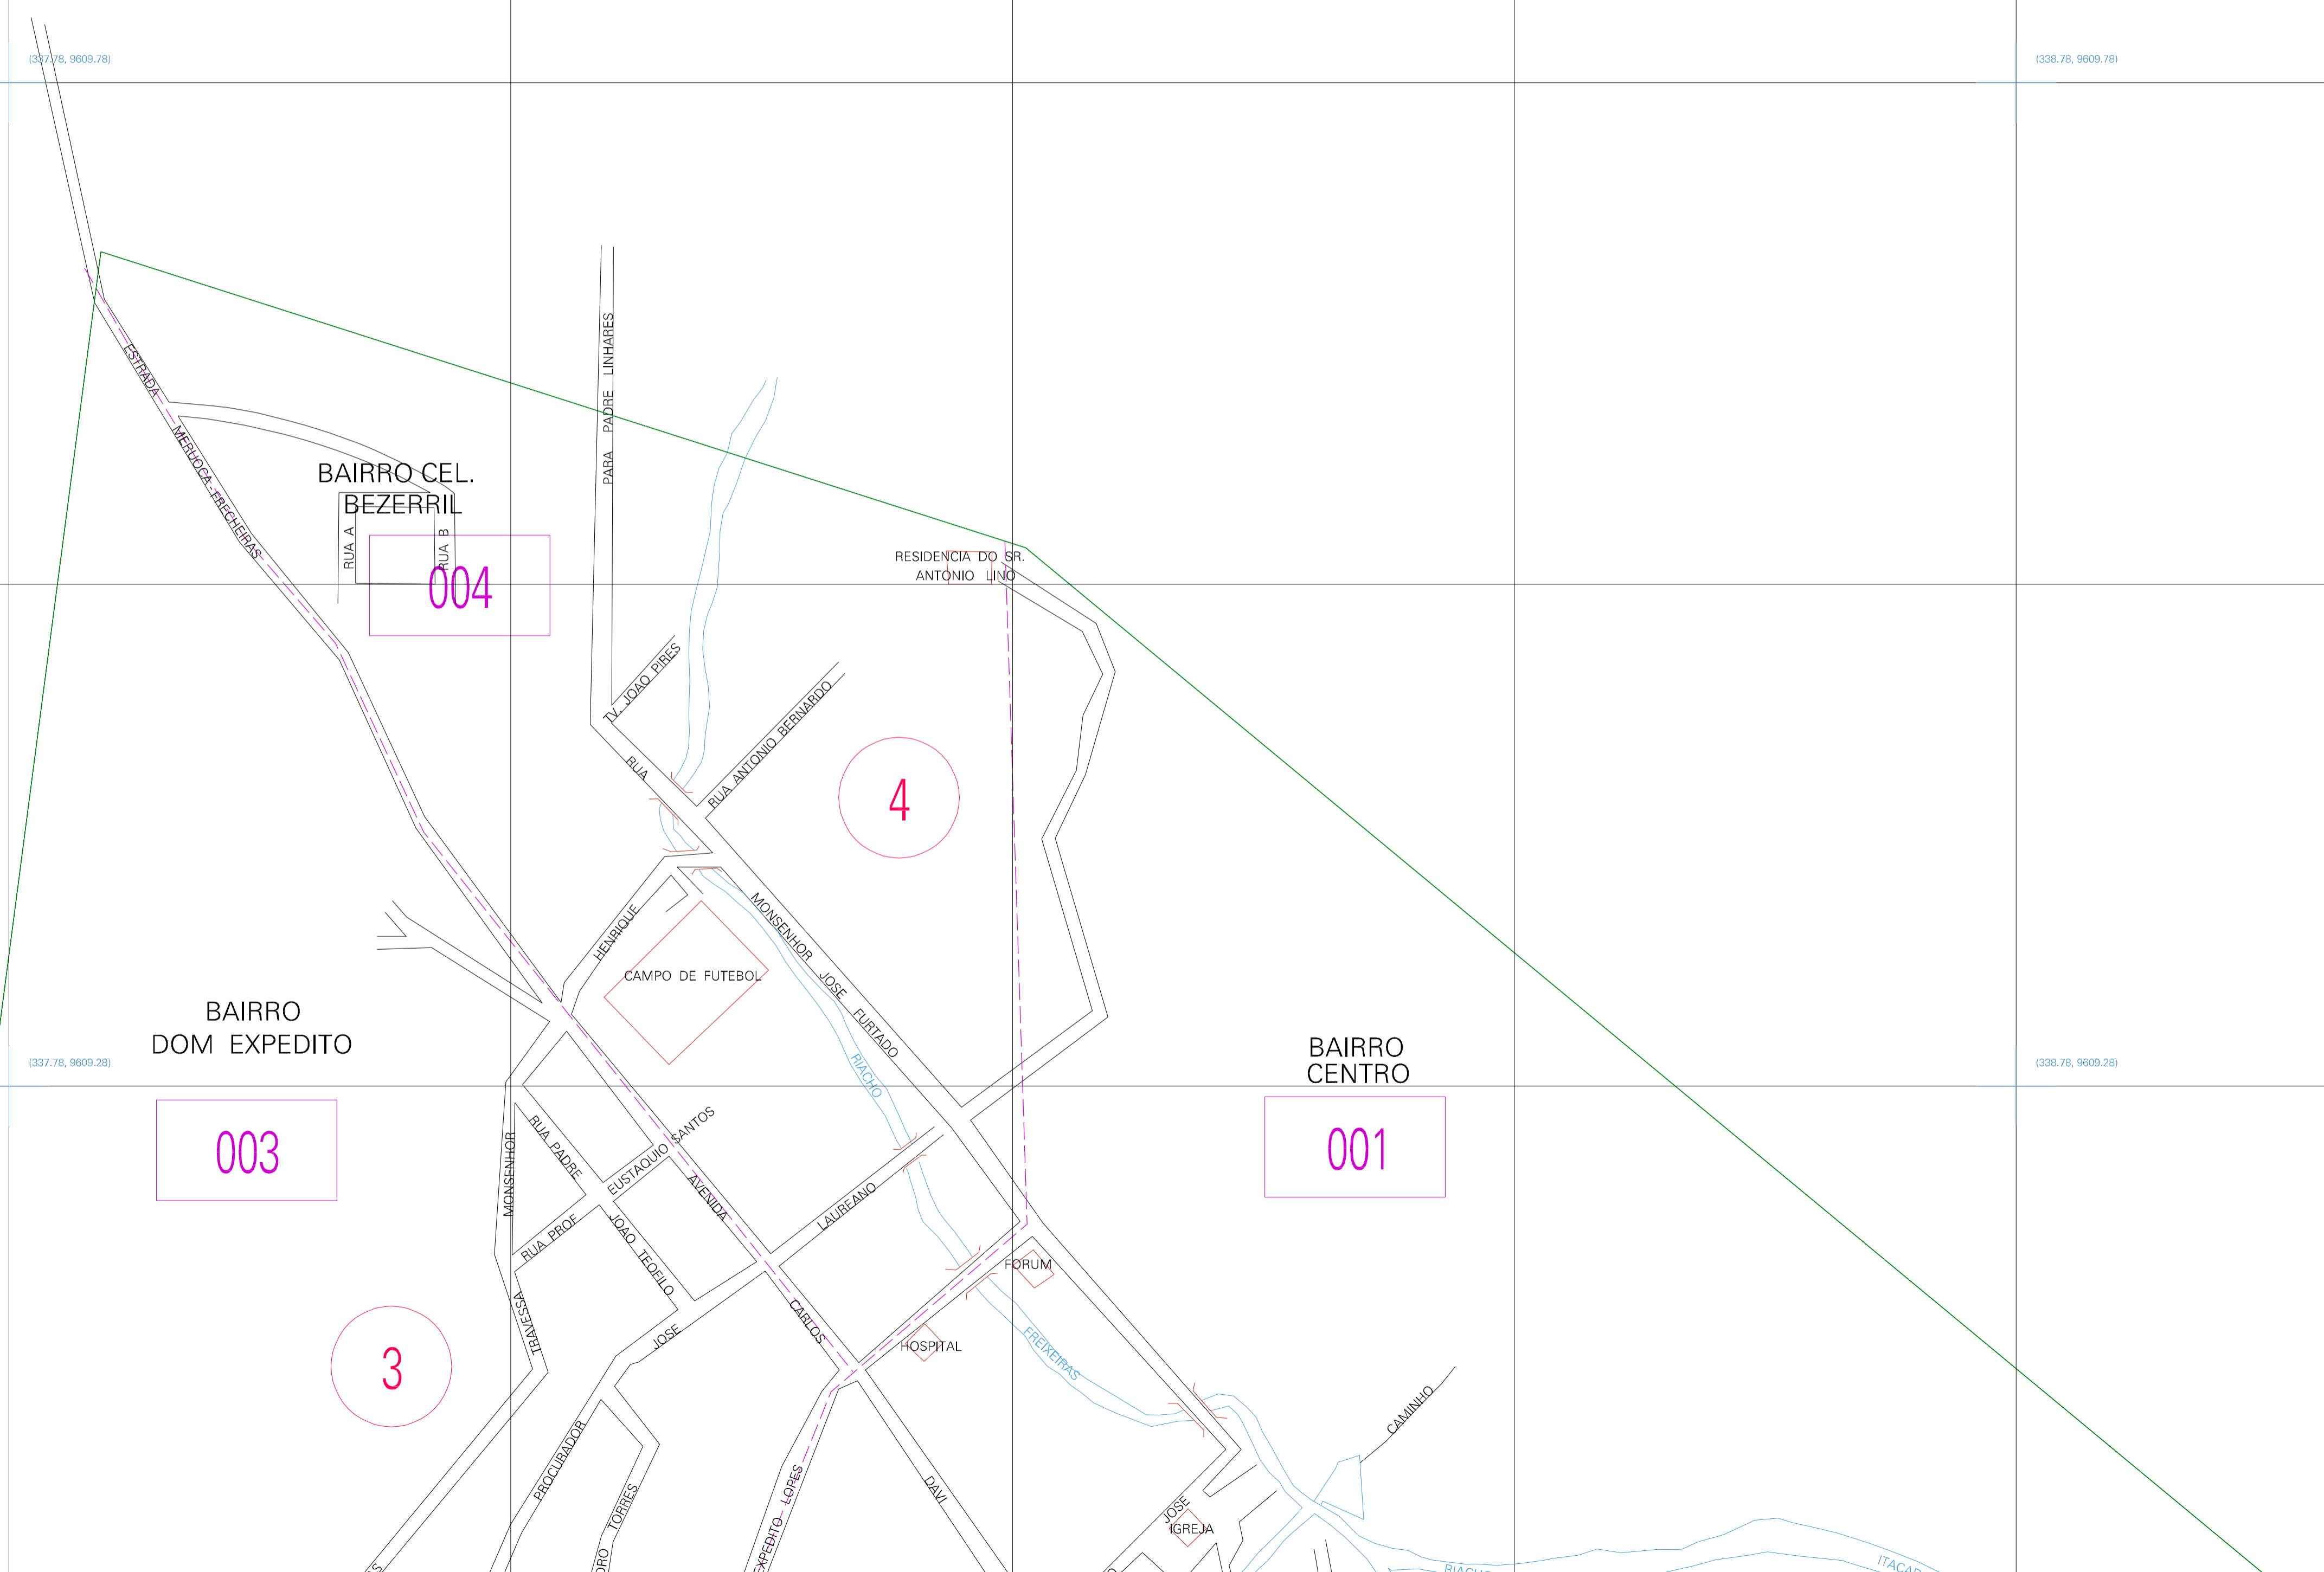 (337.78, 9609.78)
(338.78, 9609.78)
ESTRADA
MERUOCA - FRECHEIRAS
PARA PADRE LINHARES
BAIRRO CEL.
BEZERRIL
RUA A
RUA B
004
RESIDENCIA DO SR.
ANTONIO LINO
TV. JOAO PIRES
RUA ANTONIO BERNARDO
RUA
MONSENHOR JOSE FURTADO
4
HENRIQUE
CAMPO DE FUTEBOL
BAIRRO
DOM EXPEDITO
(337.78, 9609.28)
003
BAIRRO
CENTRO
(338.78, 9609.28)
001
RIACHO
MONSENHOR
RUA PADRE
EUSTAQUIO SANTOS
AVENIDA
LAUREANO
RUA PROF
JOAO TEOFILO
FORUM
TRAVESSA
JOSE
CARLOS
HOSPITAL
FREIXEIRAS
3
CAMINHO
PROCURADOR
TORRES
EXPEDITO LOPES
DAVI
JOSE
IGREJA